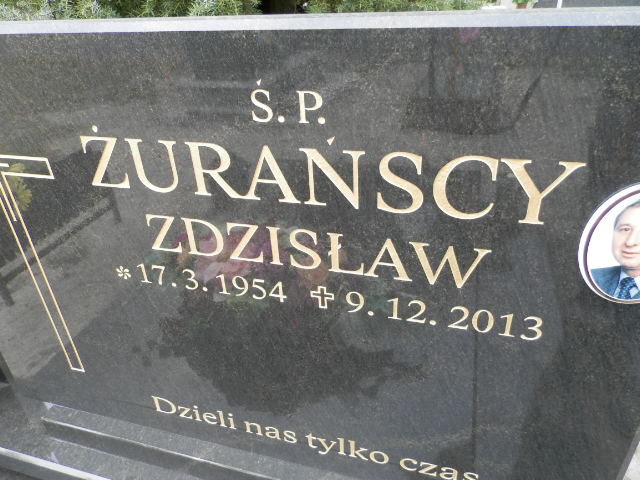 Ś. P.
ŻURAŃSCY
ZDZISŁAW
* 17. 3. 1954 ✝ 9. 12. 2013
Dzieli nas tylko czas